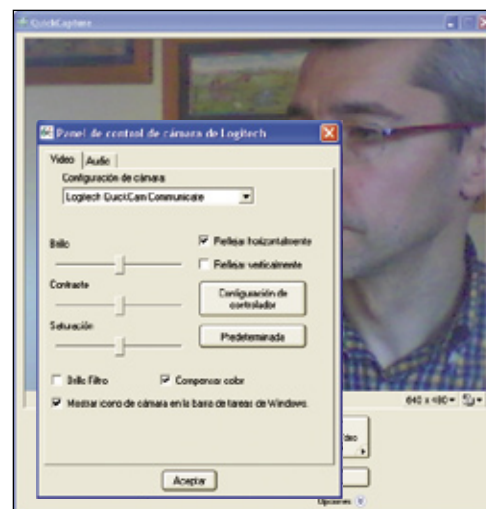 QuickCapture
Panel de control de cámara de Logitech
Video Audio
Configuración de cámara
Logitech QuickCam Communicate
Brillo
Reflejar horizontalmente
Reflejar verticalmente
Contraste
Configuración de
controlador
Saturación
Predeterminada
Brillo Filtro
Compensar color
Mostrar icono de cámara en la barra de tareas de Windows.
640 x 480
Aceptar
Opciones